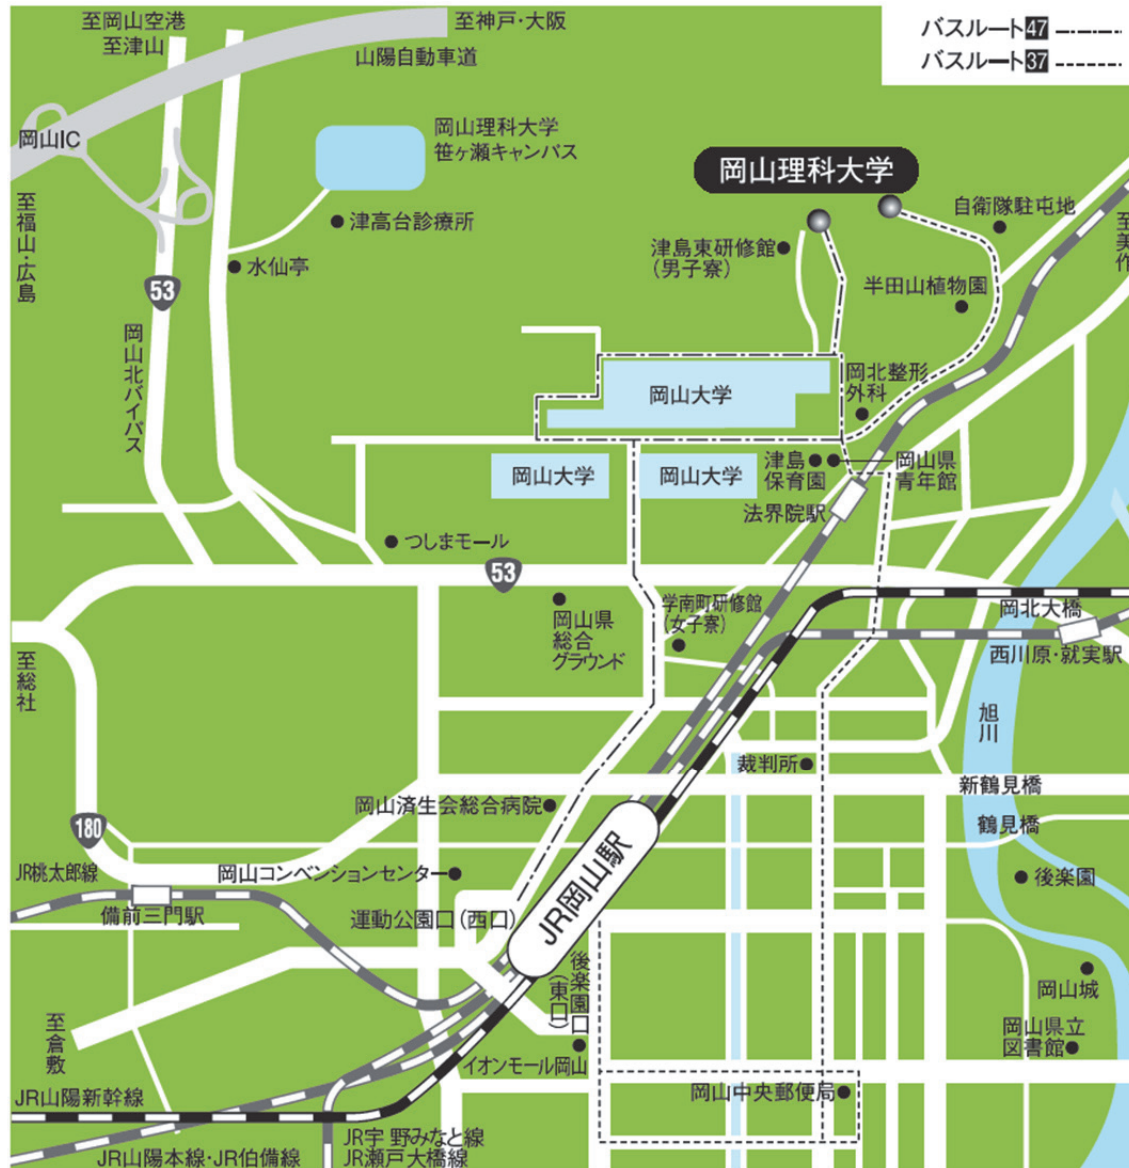 至岡山空港
至津山
至神戸・大阪
山陽自動車道
バスルート47
バスルート37
岡山IC
岡山理科大学
笹ヶ瀬キャンパス
岡山理科大学
至福山・広島
津高台診療所
自衛隊駐屯地
至美作
津島東研修館
(男子寮)
水仙亭
半田山植物園
53
岡山北バイパス
岡山大学
岡北整形
外科
岡山大学
岡山大学
津島
保育園
岡山県
青年館
法界院駅
つしまモール
53
岡山県
総合
グラウンド
学南町研修館
(女子寮)
岡北大橋
西川原・就実駅
至総社
旭川
裁判所
新鶴見橋
岡山済生会総合病院
鶴見橋
180
JR桃太郎線
岡山コンベンションセンター
後楽園
備前三門駅
運動公園口(西口)
JR岡山駅
後楽園口
(東口)
岡山城
至倉敷
岡山県立
図書館
イオンモール岡山
岡山中央郵便局
JR山陽新幹線
JR宇野みなと線
JR瀬戸大橋線
JR山陽本線・JR伯備線